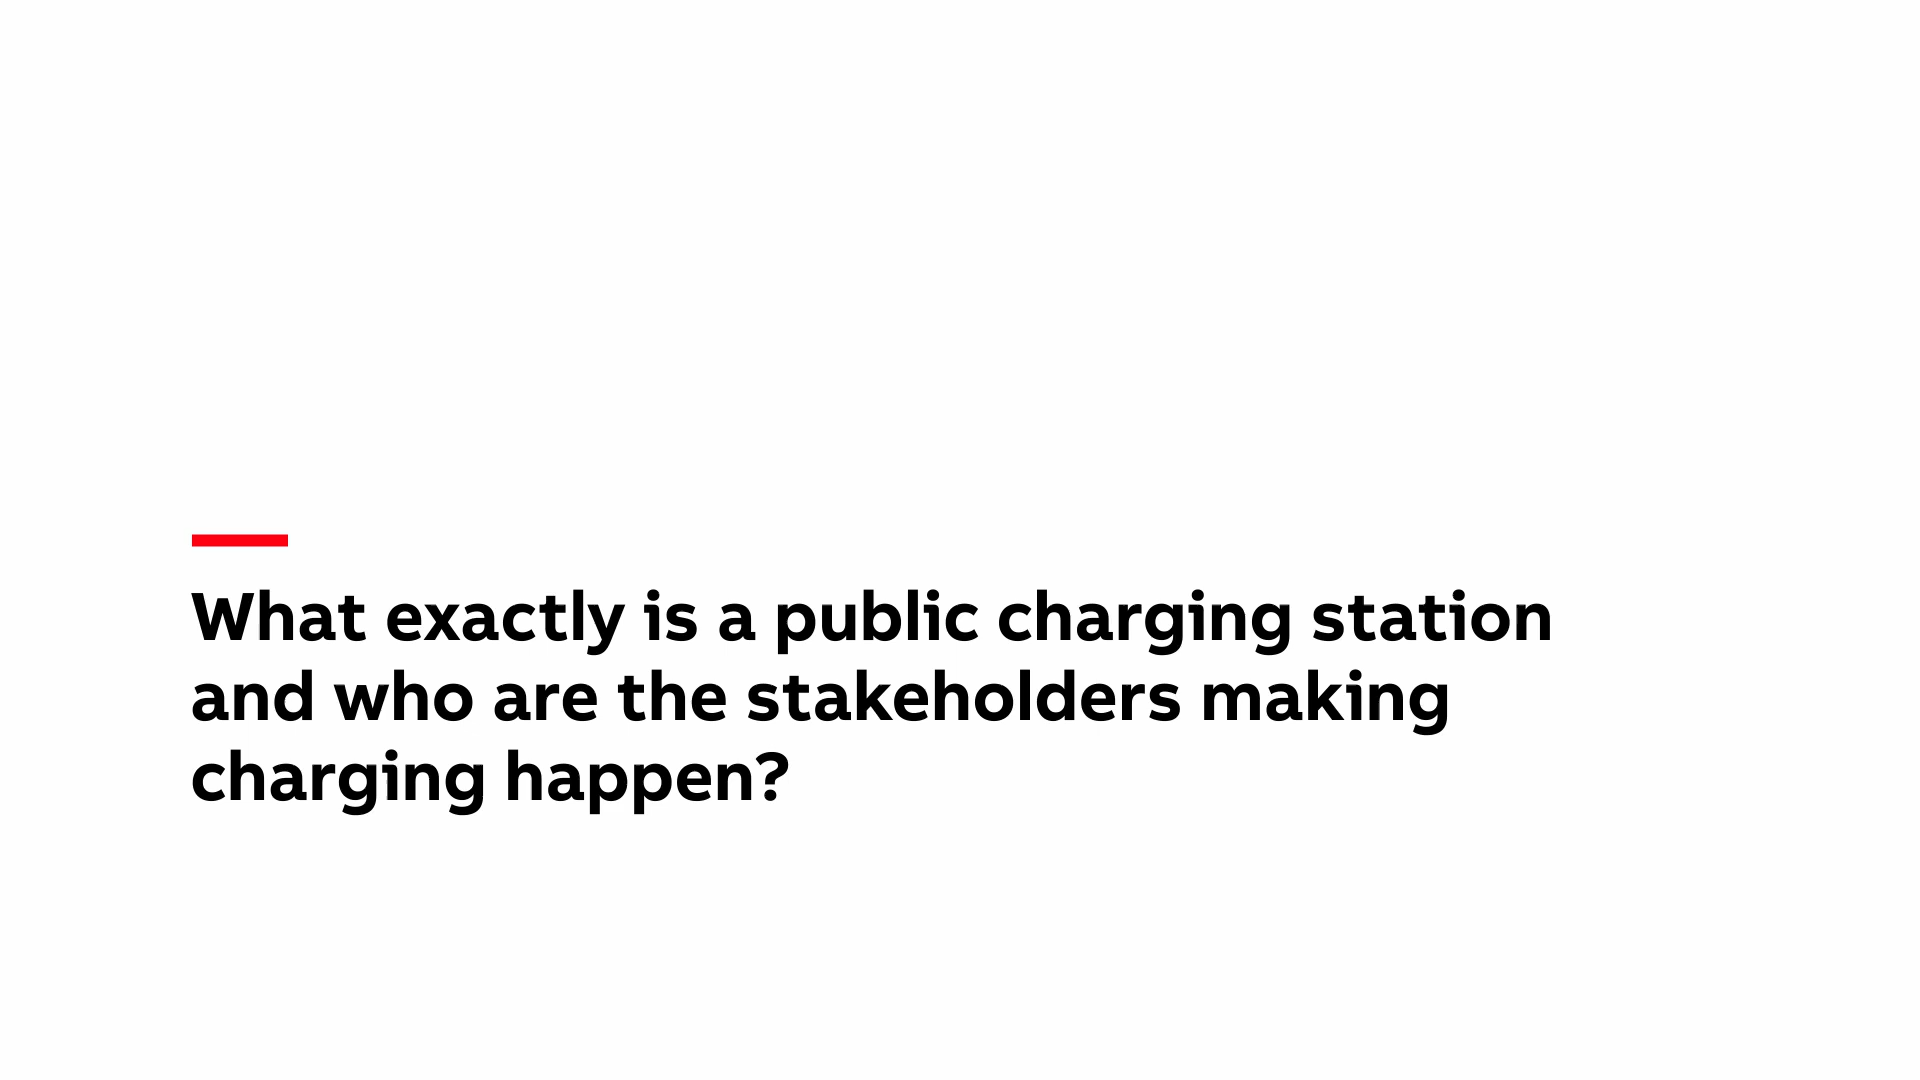 What exactly is a public charging station
and who are the stakeholders making
charging happen?